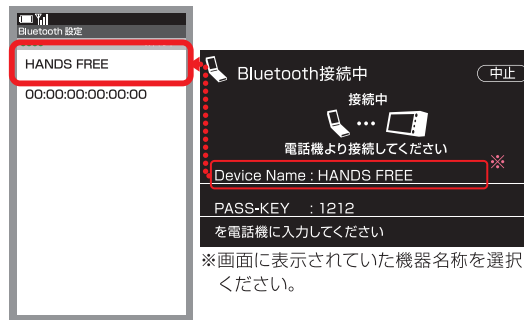 Bluetooth 設定
HANDS FREE
00:00:00:00:00:00
Bluetooth接続中
中止
接続中
電話機より接続してください
※
Device Name : HANDS FREE
PASS-KEY : 1212
を電話機に入力してください
※画面に表示されていた機器名称を選択
ください。